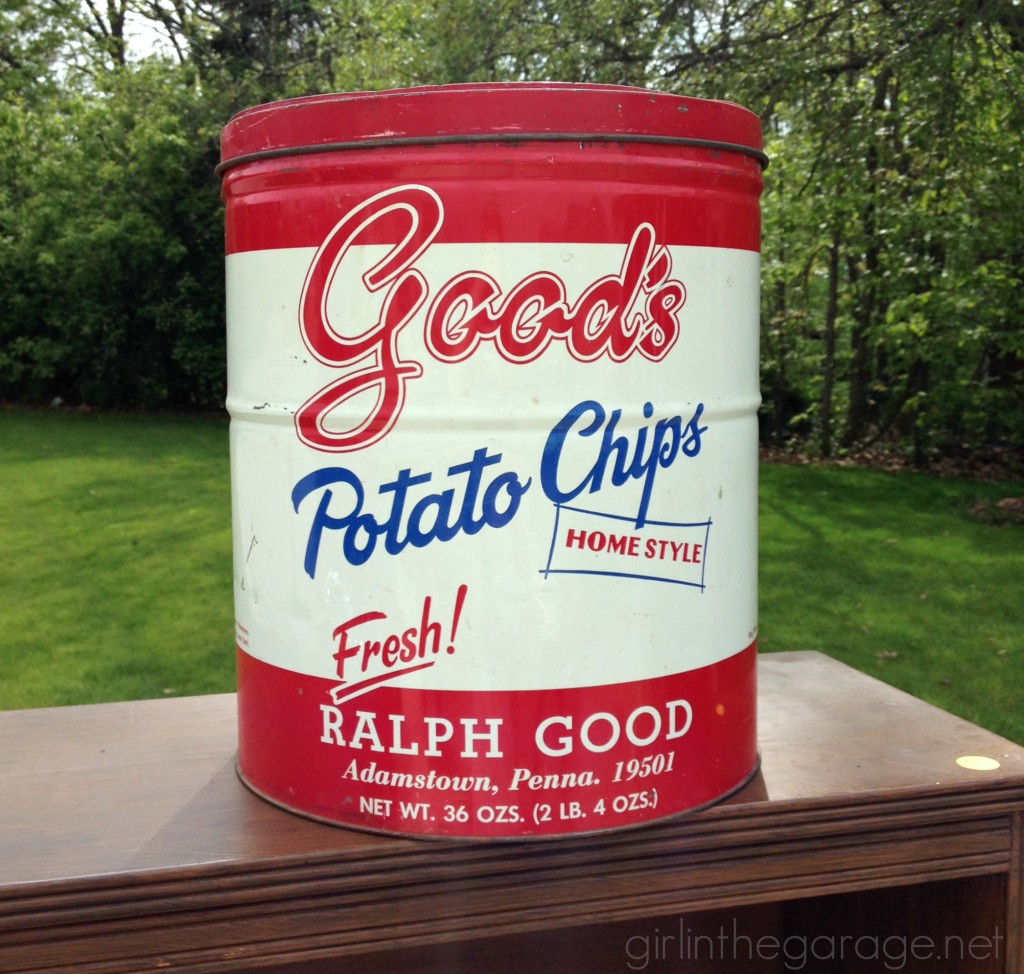 Good's
Potato Chips
HOME STYLE
Fresh!
RALPH GOOD
Adamstown, Penna. 19501
NET WT. 36 OZS. (2 LB. 4 OZS.)
girlinthegarage.net